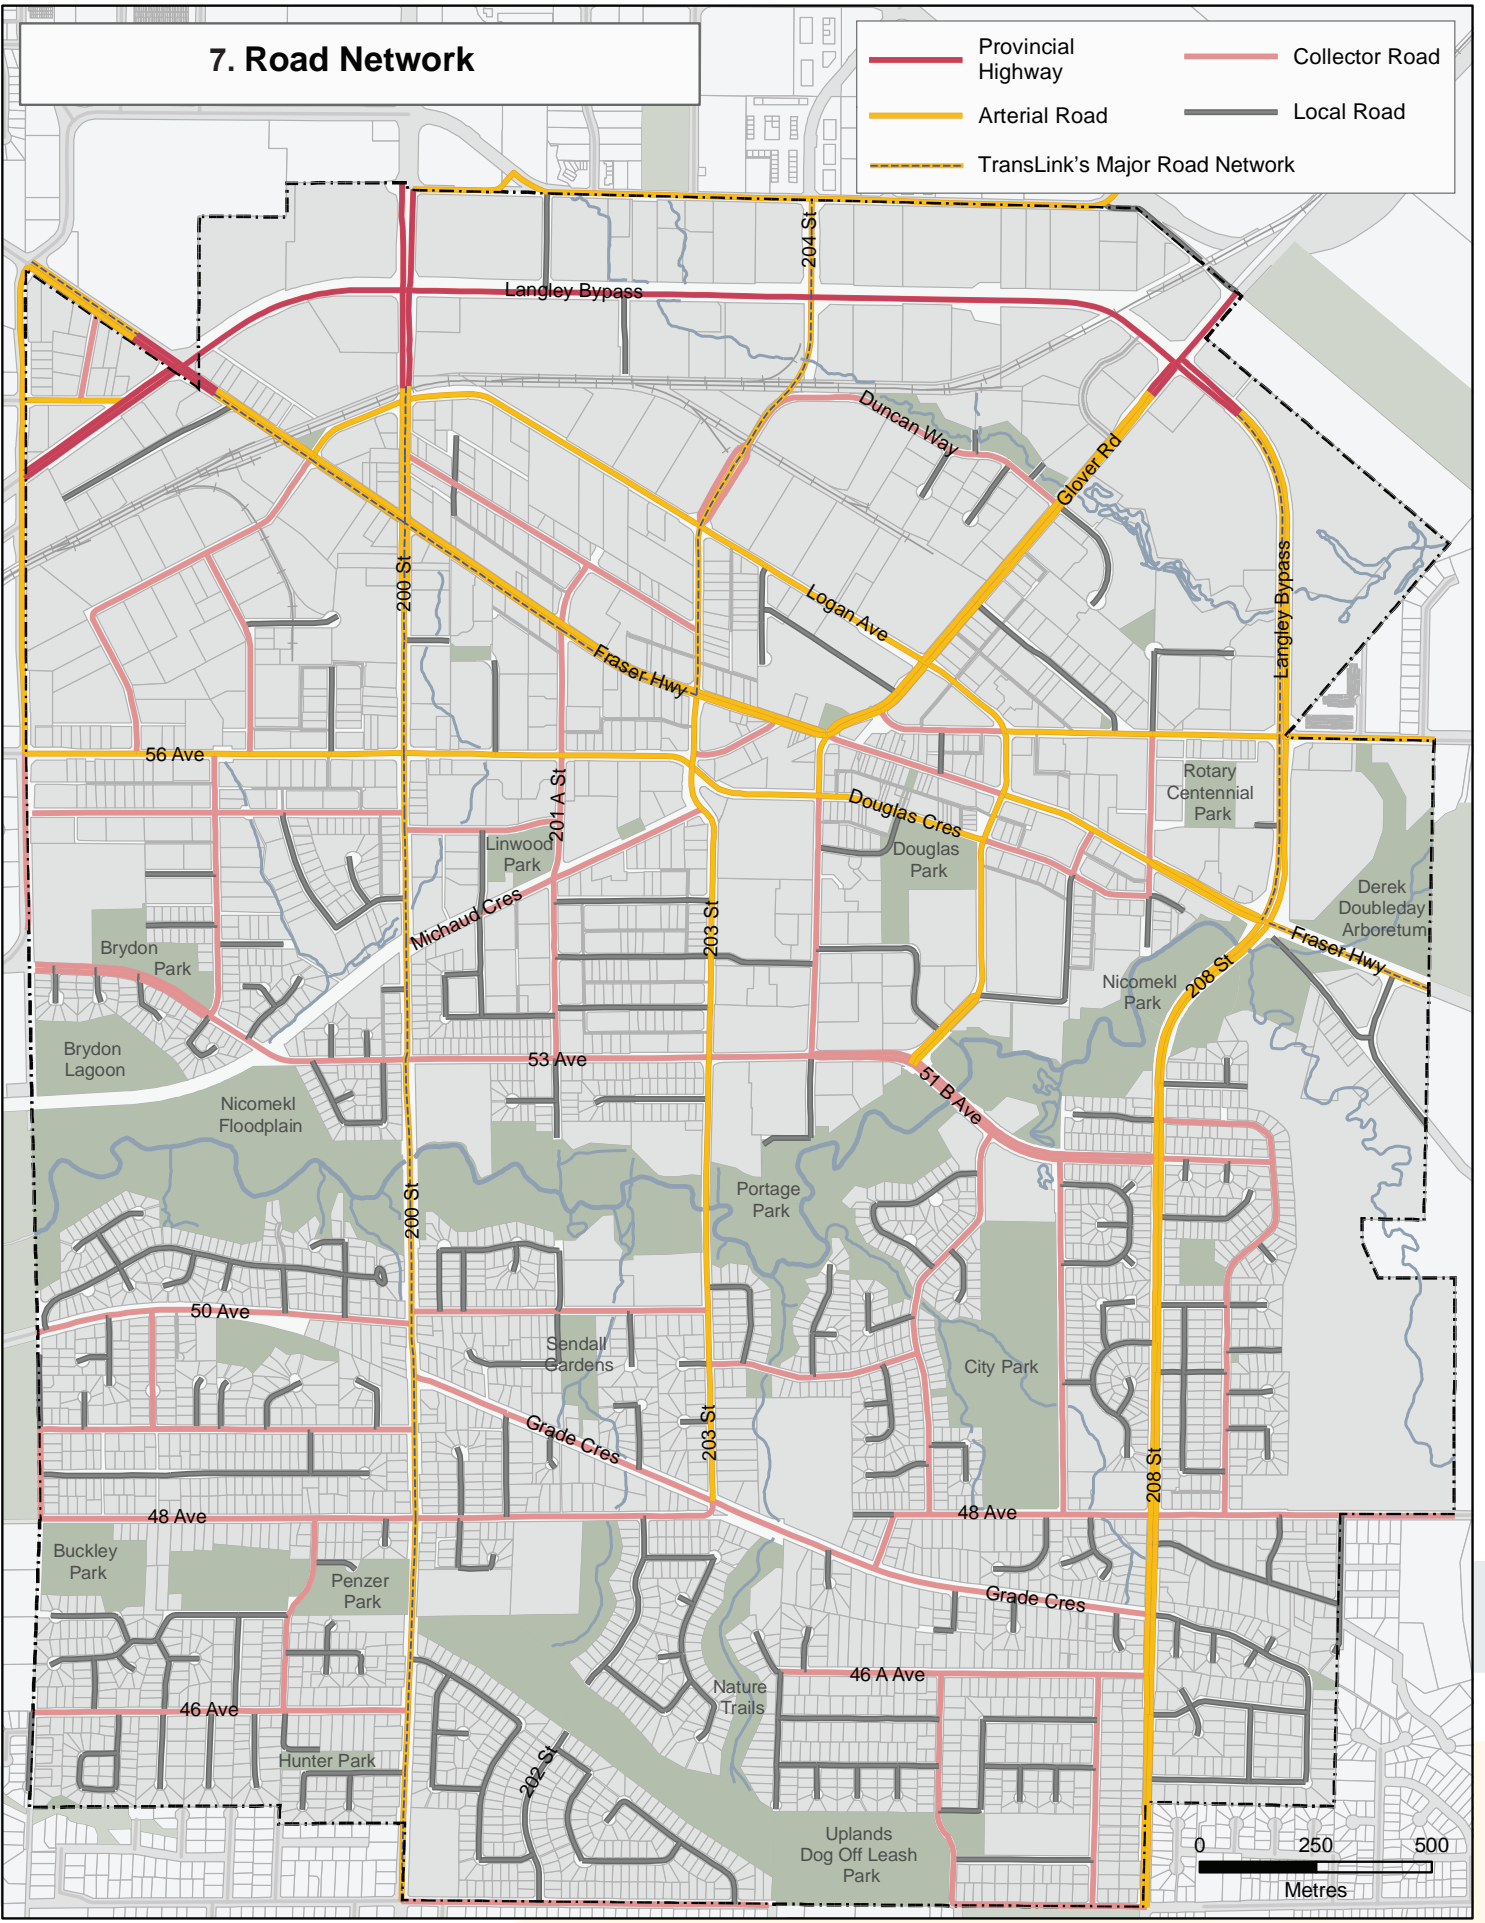 7. Road Network
Provincial
Highway
Collector Road
Arterial Road
Local Road
TransLink's Major Road Network
204 St
Langley Bypass
Duncan Way
Glover Rd
200 St
Logan Ave
Langley Bypass
Fraser Hwy
56 Ave
Rotary
Centennial
Park
201 A St
Douglas Cres
Linwood
Park
Douglas
Park
Derek
Doubleday
Arboretum
Michaud Cres
203 St
Brydon
Park
Fraser Hwy
208 St
Nicomekl
Park
Brydon
Lagoon
53 Ave
51 B Ave
Nicomekl
Floodplain
200 St
Portage
Park
50 Ave
Sendall
Gardens
City Park
Grade Cres
203 St
208 St
48 Ave
48 Ave
Buckley
Park
Penzer
Park
Grade Cres
46 A Ave
Nature
Trails
46 Ave
Hunter Park
202 St
Uplands
Dog Off Leash
Park
0 250 500
Metres